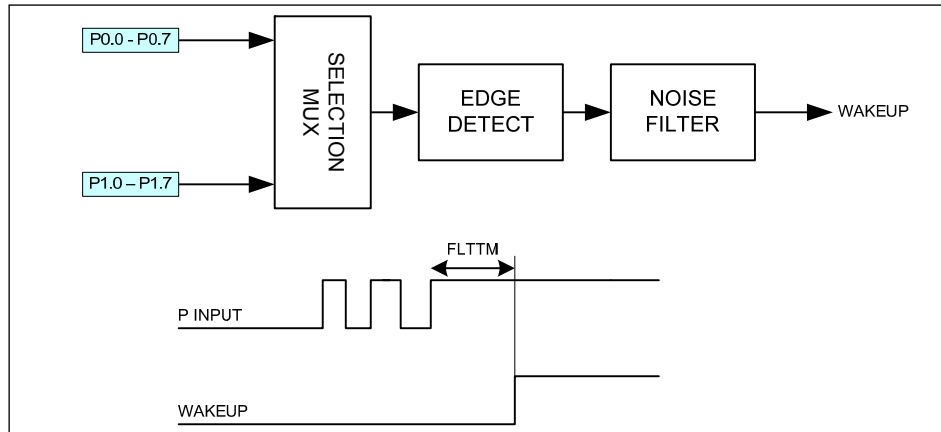 P0.0 - P0.7
SELECTION
MUX
EDGE
DETECT
NOISE
FILTER
WAKEUP
P1.0 – P1.7
FLTTM
P INPUT
WAKEUP